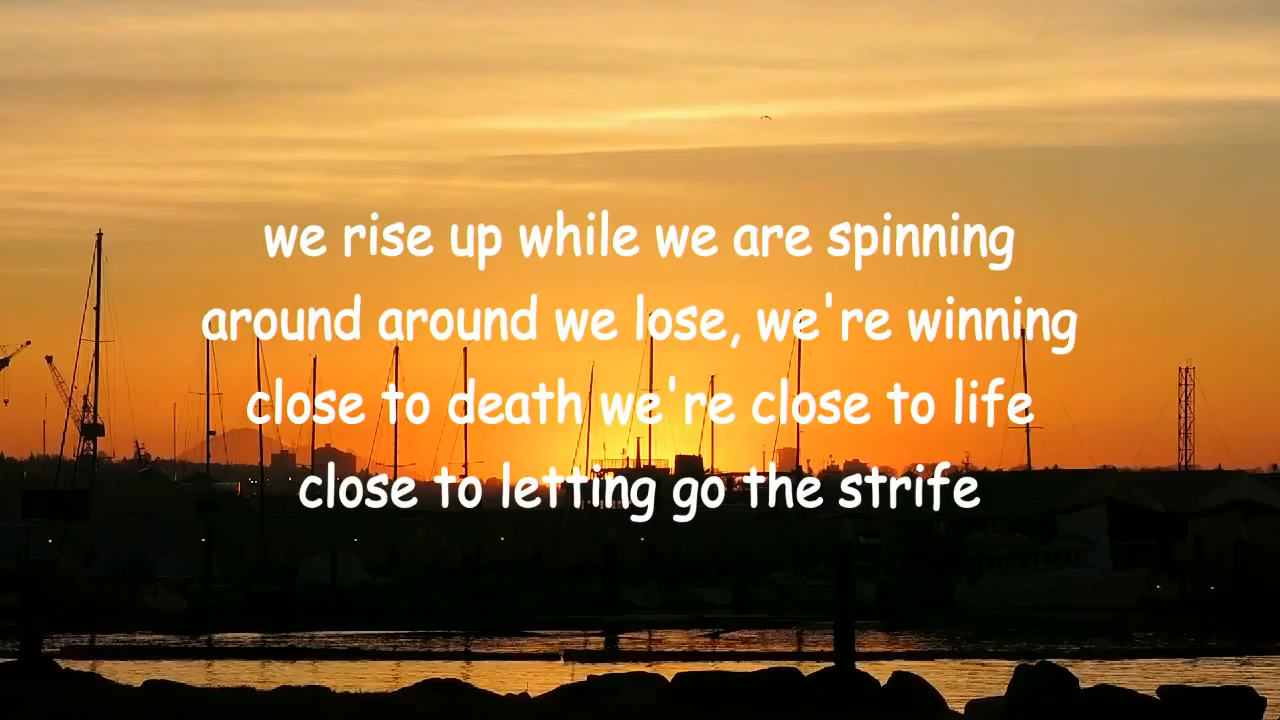 we rise up while we are spinning
around around we lose, we're winning
close to death we're close to life
close to letting go the strife